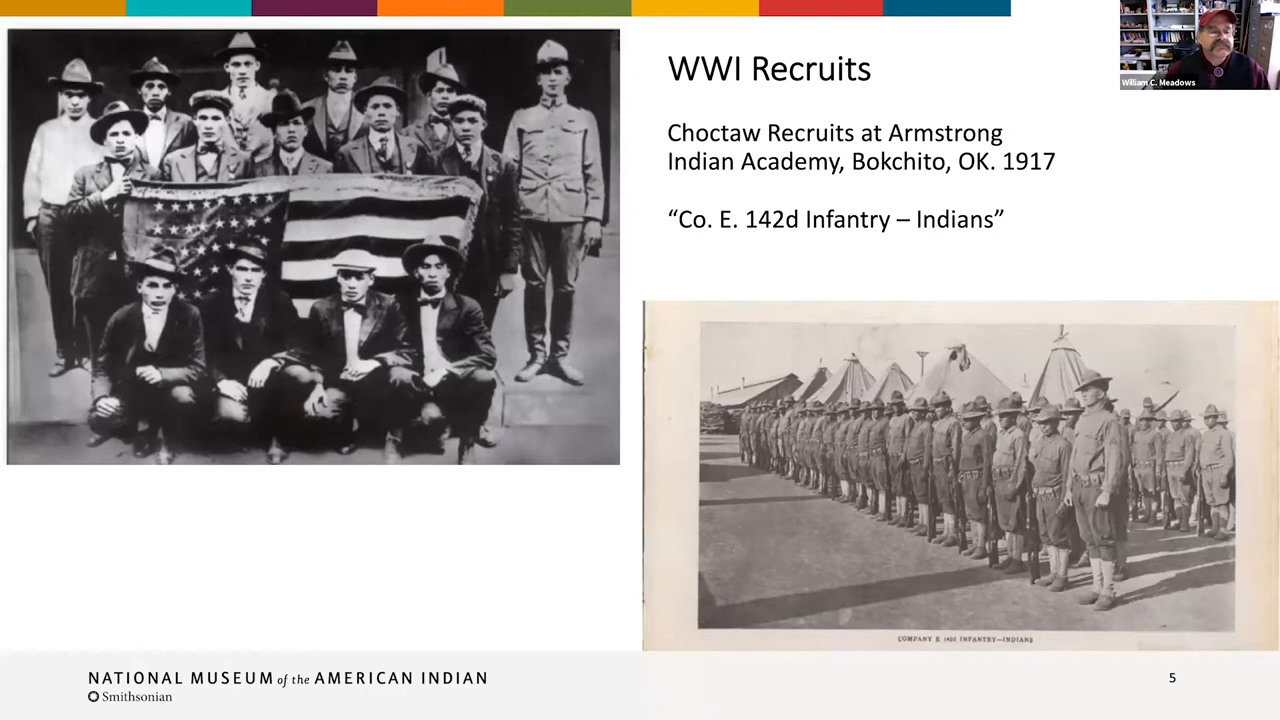 WWI Recruits
Choctaw Recruits at Armstrong
Indian Academy, Bokchito, OK. 1917
“Co. E. 142d Infantry – Indians”
William C. Meadows
COMPANY E 142D INFANTRY—INDIANS
NATIONAL MUSEUM of the AMERICAN INDIAN
Smithsonian
5